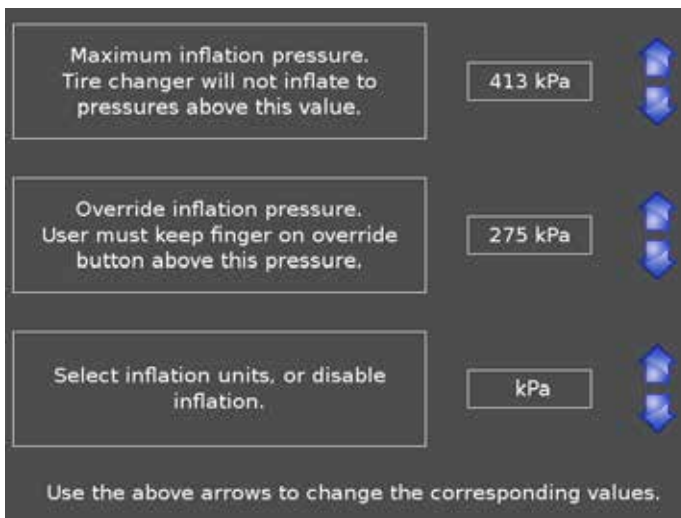 Maximum inflation pressure.
Tire changer will not inflate to
pressures above this value.
413 kPa
Override inflation pressure.
User must keep finger on override
button above this pressure.
275 kPa
Select inflation units, or disable
inflation.
kPa
Use the above arrows to change the corresponding values.